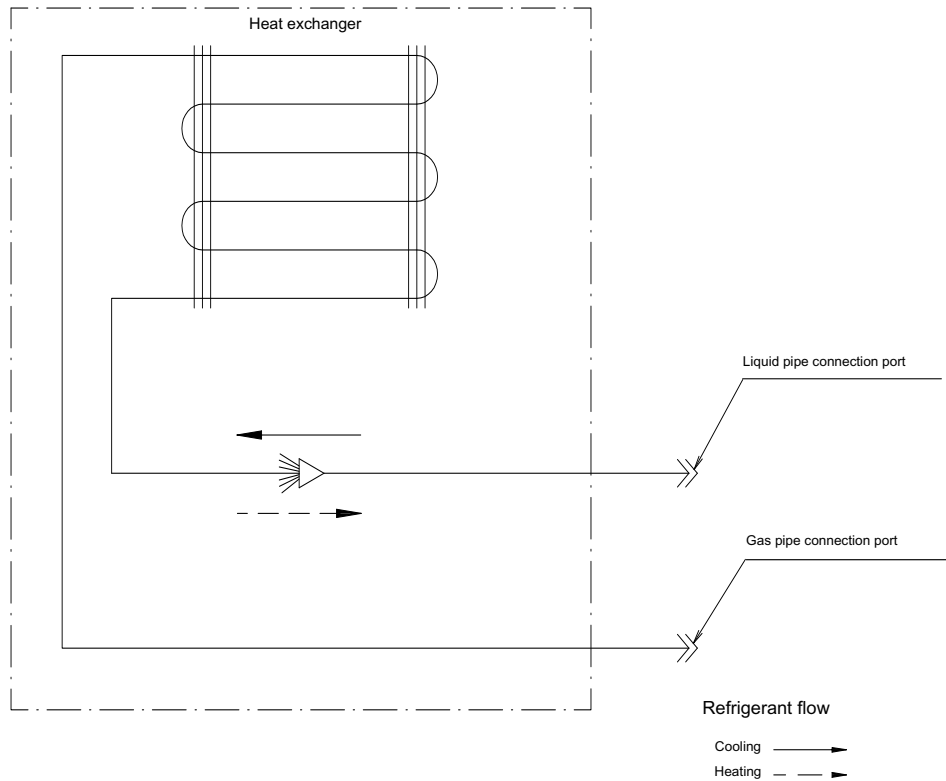 Heat exchanger
Liquid pipe connection port
Gas pipe connection port
Refrigerant flow
Cooling
Heating